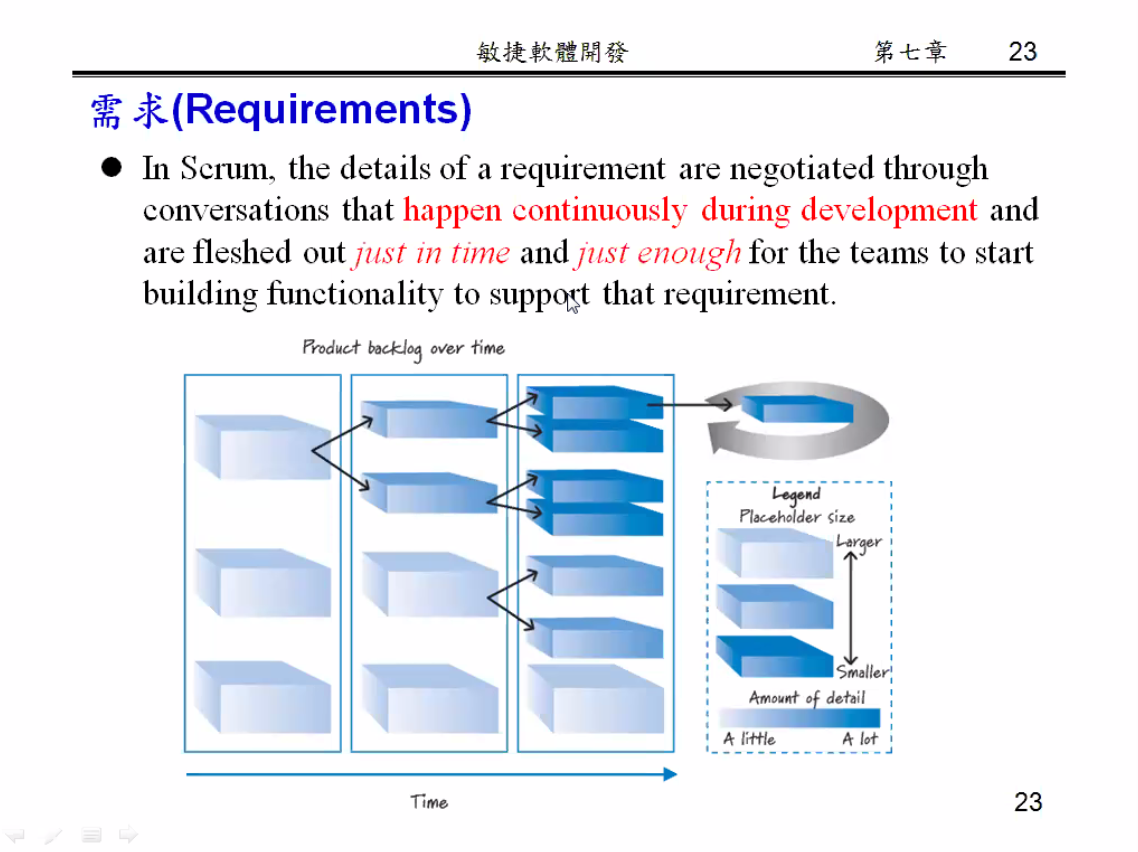 敏捷軟體開發 第七章 23
需求(Requirements)
● In Scrum, the details of a requirement are negotiated through
conversations that happen continuously during development and
are fleshed out just in time and just enough for the teams to start
building functionality to support that requirement.
Product backlog over time
Legend
Placeholder size
Larger
Smaller
Amount of detail
A little A lot
Time
23